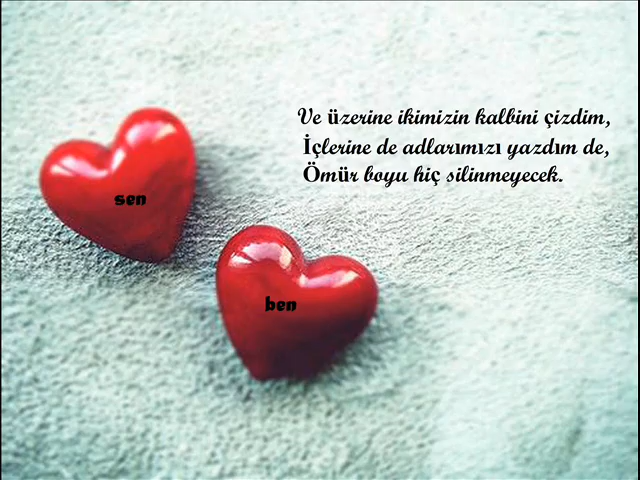 Ve üzerine ikimizin kalbini çizdim,
İçlerine de adlarımızı yazdım de,
Ömür boyu hiç silinmeyecek.
sen
ben